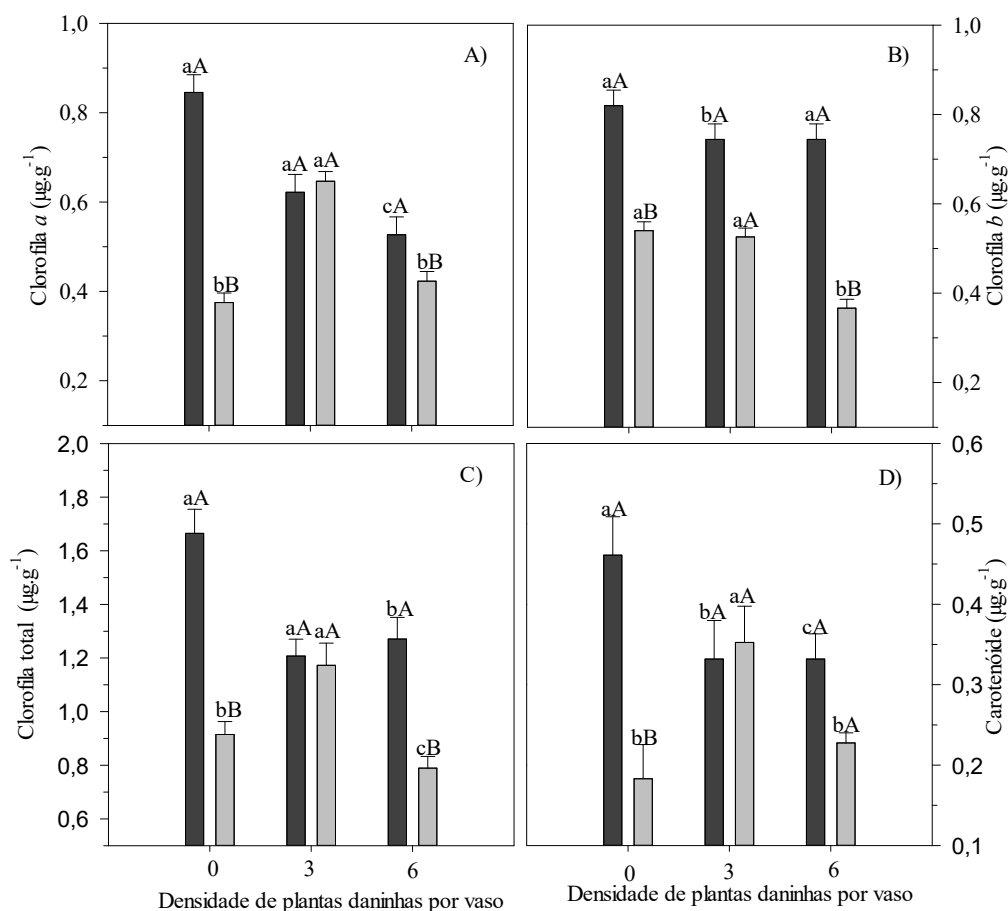 A)
Clorofila a (µg.g⁻¹)
1,0
0,8
0,6
0,4
0,2
aA
bB
aA
aA
cA
bB
B)
Clorofila b (µg.g⁻¹)
1,0
0,8
0,6
0,4
0,2
aA
aB
bA
aA
aA
bB
C)
Clorofila total (µg.g⁻¹)
2,0
1,8
1,6
1,4
1,2
1,0
0,8
0,6
aA
bB
aA
aA
bA
cB
0
3
6
Densidade de plantas daninhas por vaso
D)
Carotenóide (µg.g⁻¹)
0,6
0,5
0,4
0,3
0,2
0,1
aA
bB
bA
aA
cA
bA
0
3
6
Densidade de plantas daninhas por vaso